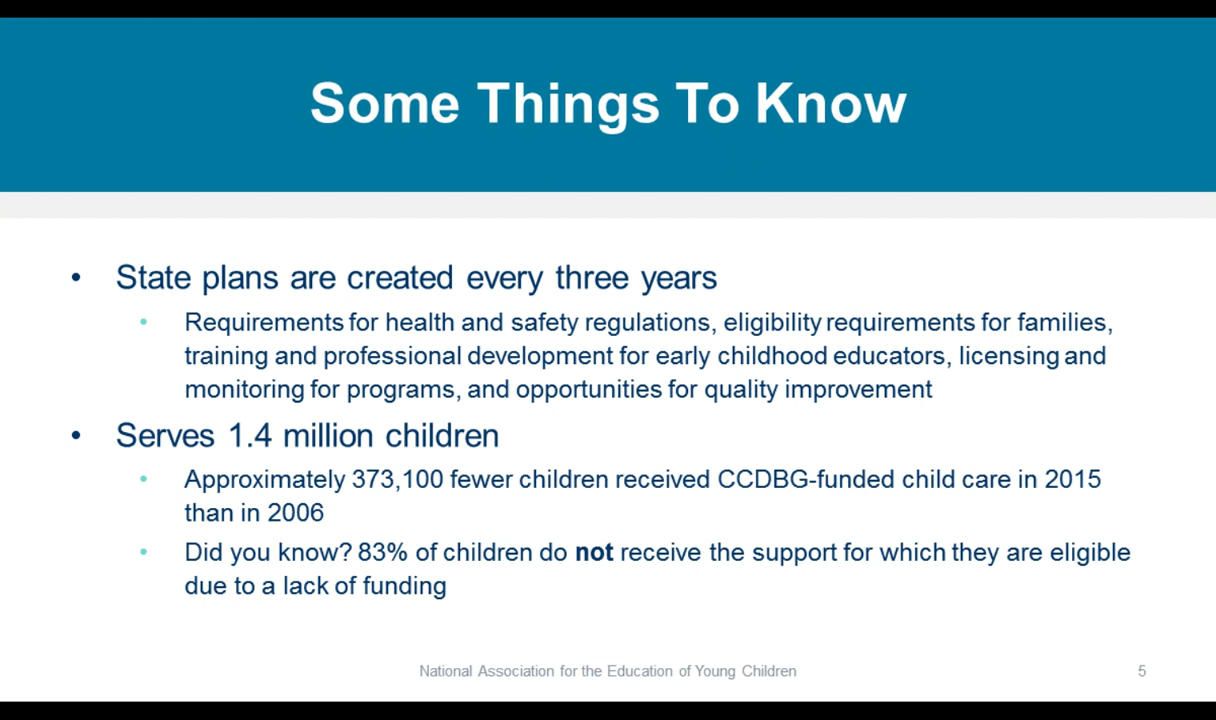 Some Things To Know
• State plans are created every three years
• Requirements for health and safety regulations, eligibility requirements for families,
training and professional development for early childhood educators, licensing and
monitoring for programs, and opportunities for quality improvement
• Serves 1.4 million children
• Approximately 373,100 fewer children received CCDBG-funded child care in 2015
than in 2006
• Did you know? 83% of children do not receive the support for which they are eligible
due to a lack of funding
National Association for the Education of Young Children
5